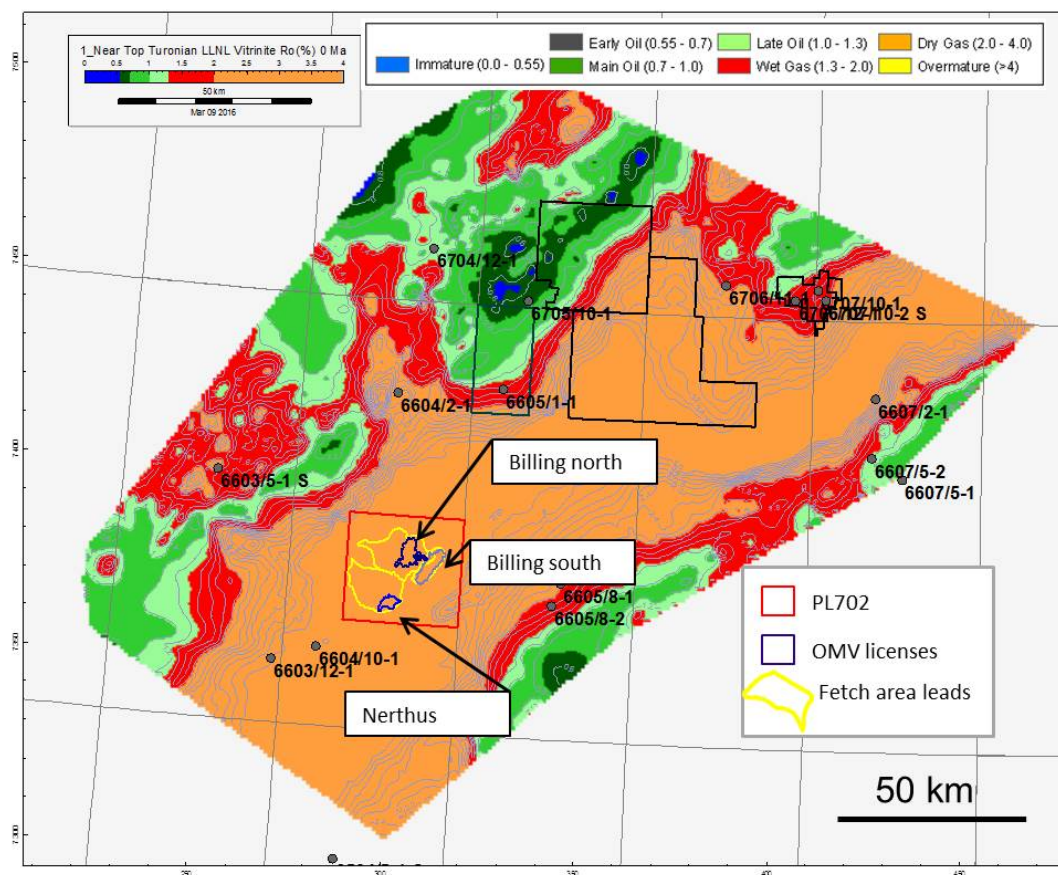 1_Near Top Turonian LLNL Vitrinite Ro(%) 0 Ma
0 0.5 1 1.5 2 2.5 3 3.5 4
50 km
Mar 09 2016
Immature (0.0 - 0.55)
Early Oil (0.55 - 0.7)
Main Oil (0.7 - 1.0)
Late Oil (1.0 - 1.3)
Wet Gas (1.3 - 2.0)
Dry Gas (2.0 - 4.0)
Overmature (>4)
6704/12-1
6705/10-1
6604/2-1
6605/1-1
6603/5-1 S
6607/2-1
6607/5-2
6607/5-1
Billing north
Billing south
6605/8-1
6605/8-2
6604/10-1
6603/12-1
Nerthus
PL702
OMV licenses
Fetch area leads
50 km
7400
300
350
400
450